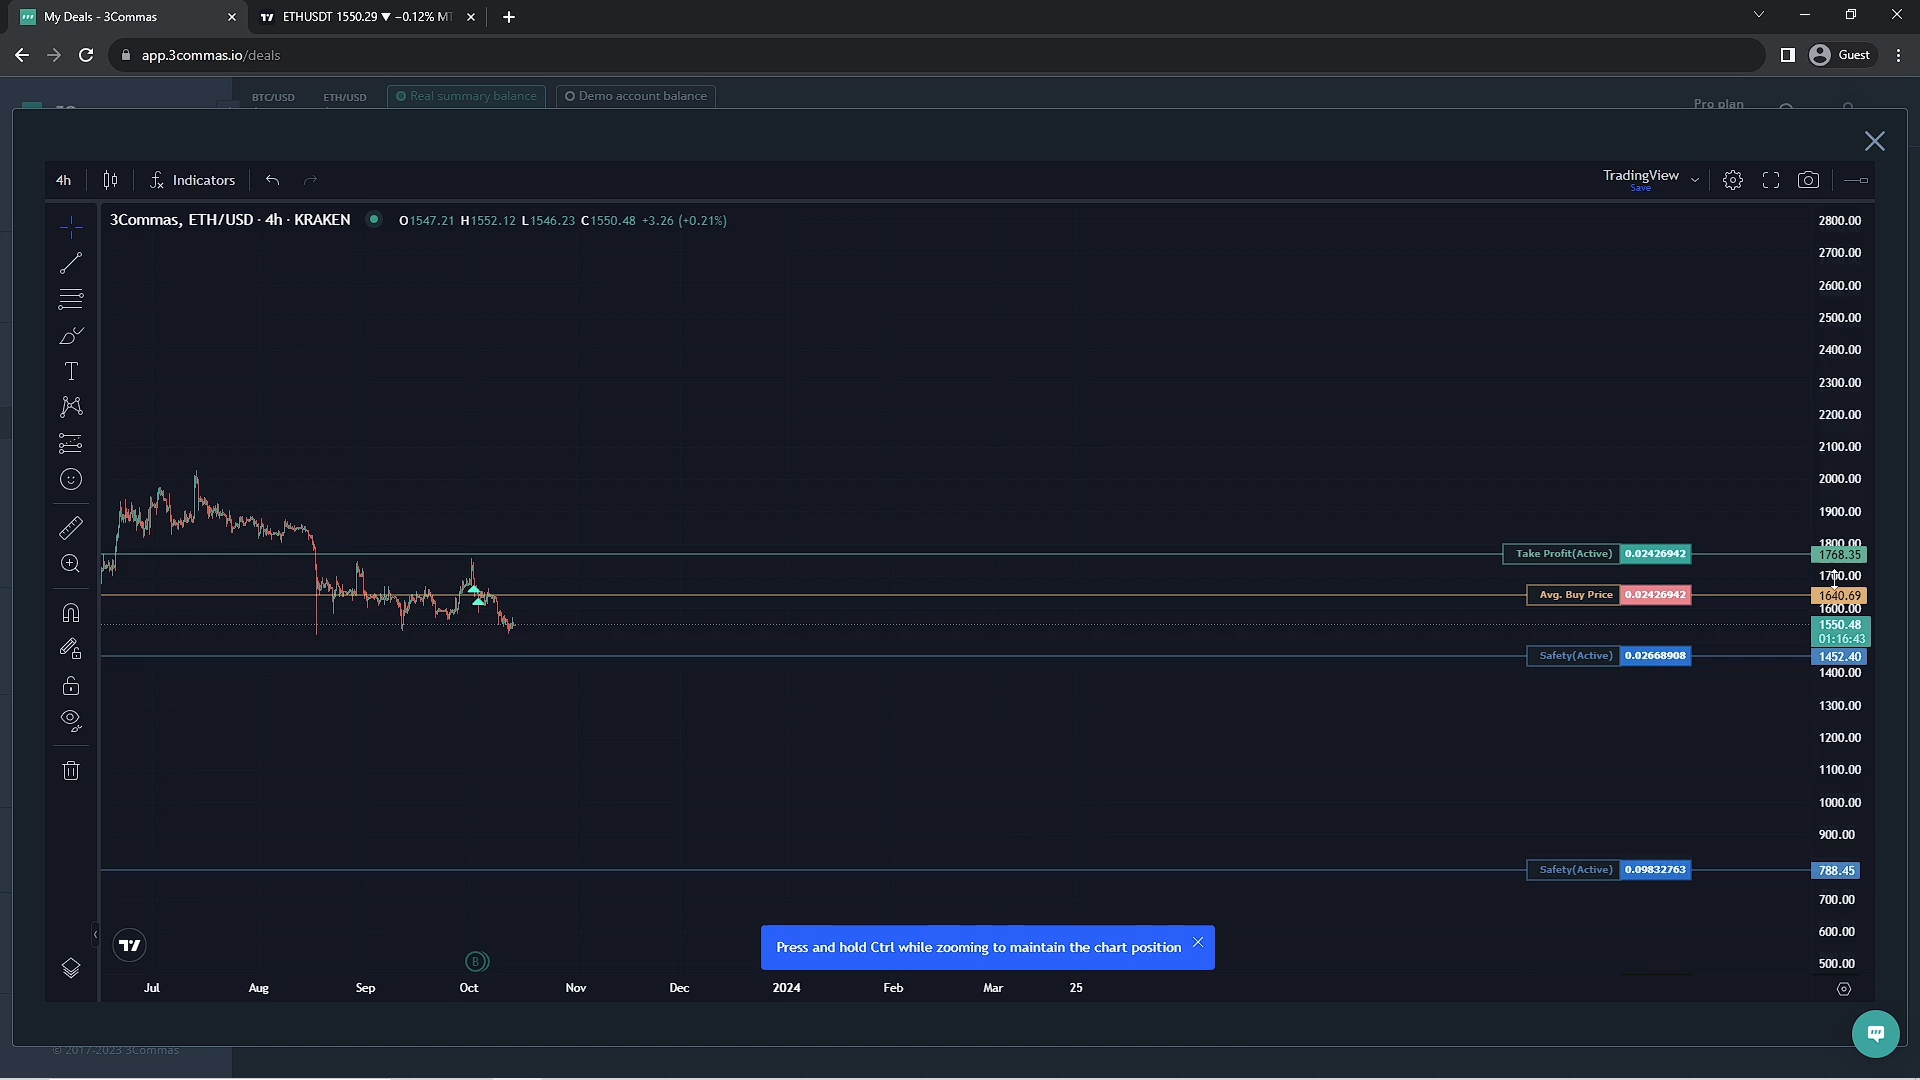 My Deals - 3Commas
ETHUSDT 1550.29 ▼ −0.12%
app.3commas.io/deals
Guest
BTC/USD
ETH/USD
Real summary balance
Demo account balance
Pro plan
4h
Indicators
TradingView
Save
3Commas, ETH/USD · 4h · KRAKEN
O1547.21 H1552.12 L1546.23 C1550.48 +3.26 (+0.21%)
2800.00
2700.00
2600.00
2500.00
2400.00
2300.00
2200.00
2100.00
2000.00
1900.00
1800.00
Take Profit(Active) 0.02426942 1768.35
1700.00
Avg. Buy Price 0.02426942 1640.69
1600.00
1550.48
01:16:43
Safety(Active) 0.02668908 1452.40
1400.00
1300.00
1200.00
1100.00
1000.00
900.00
Safety(Active) 0.09832763 788.45
700.00
600.00
500.00
B
Press and hold Ctrl while zooming to maintain the chart position
Jul Aug Sep Oct Nov Dec 2024 Feb Mar 25
© 2017-2023 3Commas